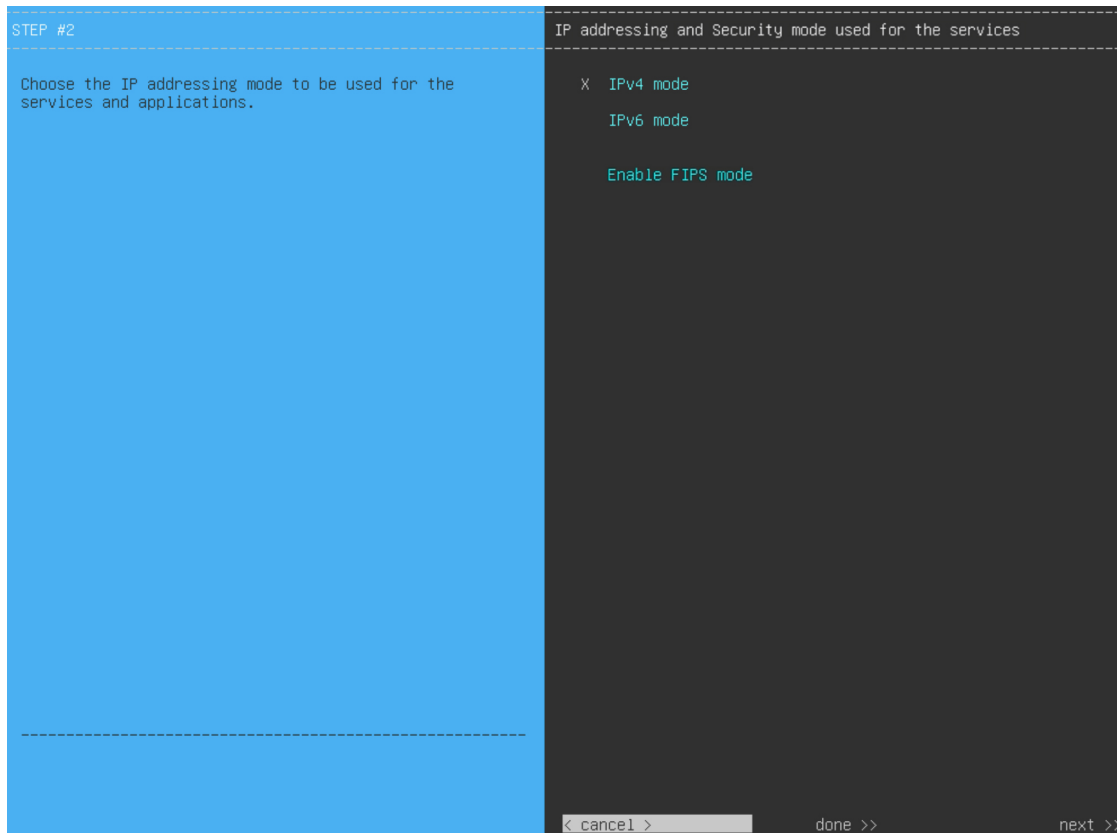 STEP #2
Choose the IP addressing mode to be used for the
services and applications.
IP addressing and Security mode used for the services
X IPv4 mode
IPv6 mode
Enable FIPS mode
< cancel > done >> next >>